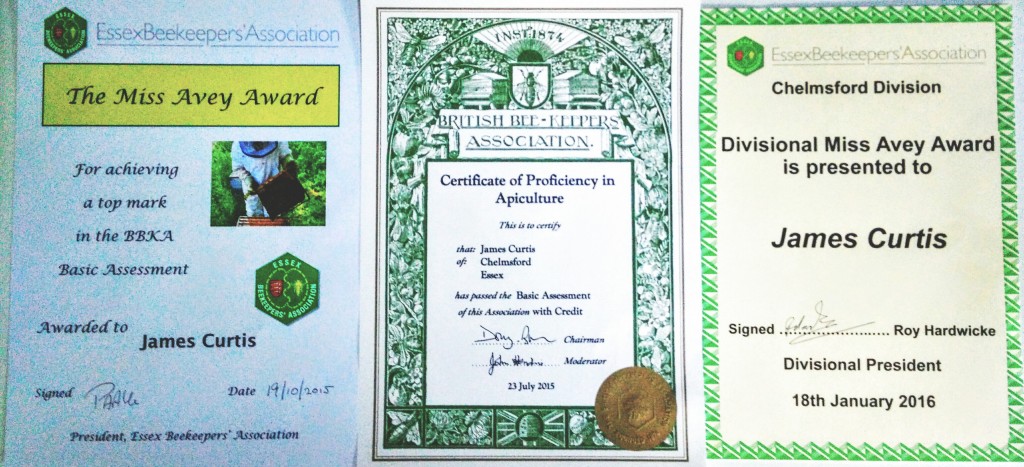 EssexBeekeepers'Association
The Miss Avey Award
For achieving
a top mark
in the BBKA
Basic Assessment
ESSEX
BEEKEEPERS' ASSOCIATION
Awarded to
James Curtis
Signed
Date 19/10/2015
President, Essex Beekeepers' Association
INST 1874
BRITISH BEE-KEEPERS
ASSOCIATION.
Certificate of Proficiency in
Apiculture
This is to certify
that: James Curtis
of: Chelmsford
Essex
has passed the Basic Assessment
of this Association with Credit
Chairman
Moderator
23 July 2015
EssexBeekeepers'Association
Chelmsford Division
Divisional Miss Avey Award
is presented to
James Curtis
Signed .................... Roy Hardwicke
Divisional President
18th January 2016